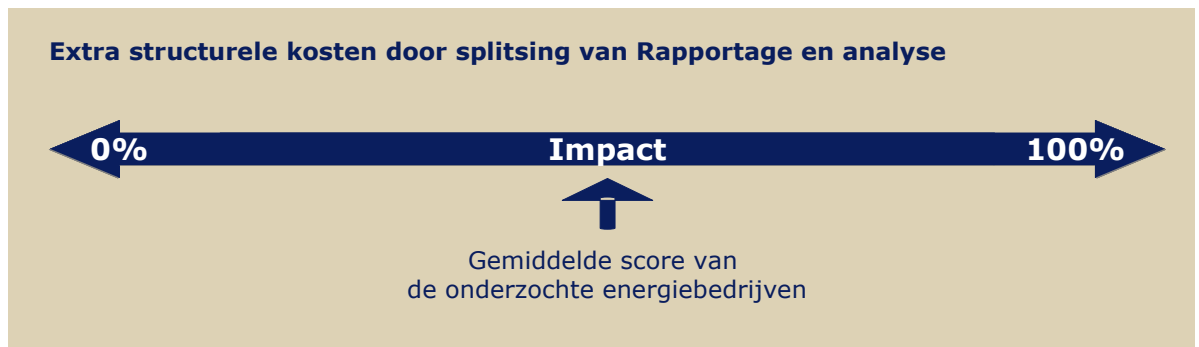 Extra structurele kosten door splitsing van Rapportage en analyse
0% Impact 100%
Gemiddelde score van
de onderzochte energiebedrijven